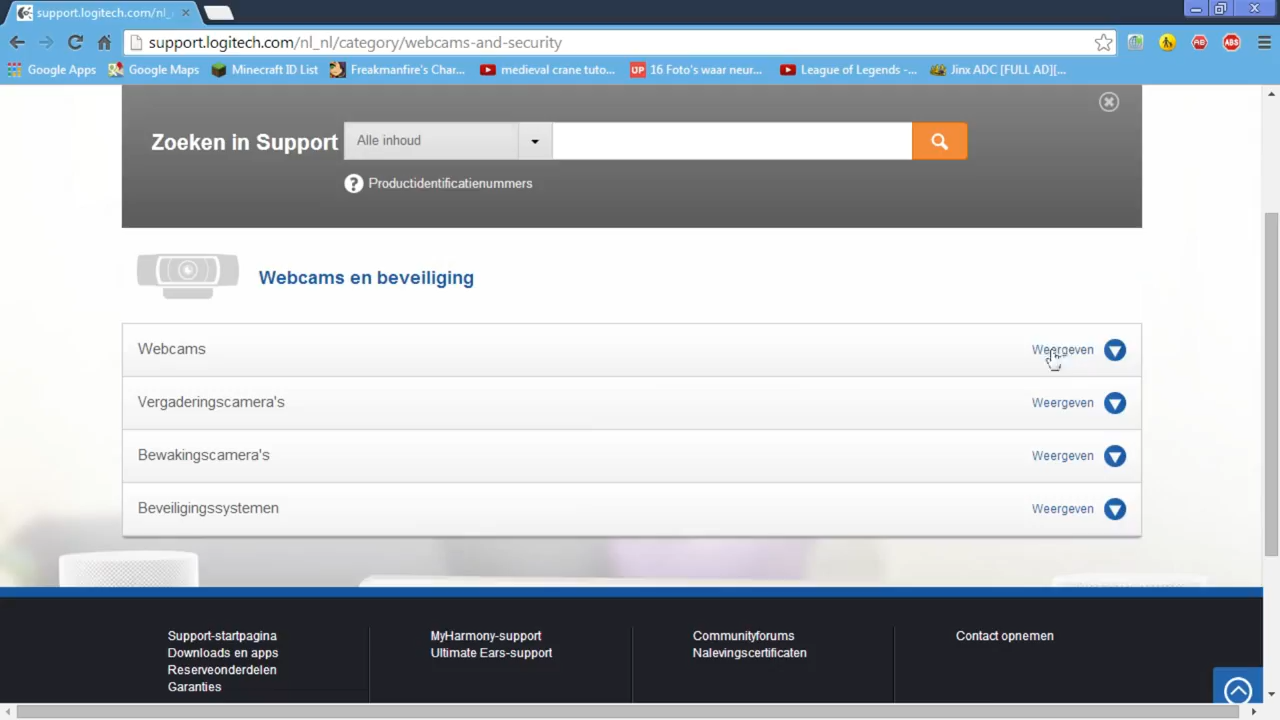 support.logitech.com/nl_
support.logitech.com/nl_nl/category/webcams-and-security
Google Apps Google Maps Minecraft ID List Freakmanfire's Char... medieval crane tuto... UP 16 Foto's waar neur... League of Legends -... Jinx ADC [FULL AD][...
Zoeken in Support Alle inhoud
? Productidentificatienummers
Webcams en beveiliging
Webcams Weergeven
Vergaderingscamera's Weergeven
Bewakingscamera's Weergeven
Beveiligingssystemen Weergeven
Support-startpagina MyHarmony-support Communityforums Contact opnemen
Downloads en apps Ultimate Ears-support Nalevingscertificaten
Reserveonderdelen
Garanties